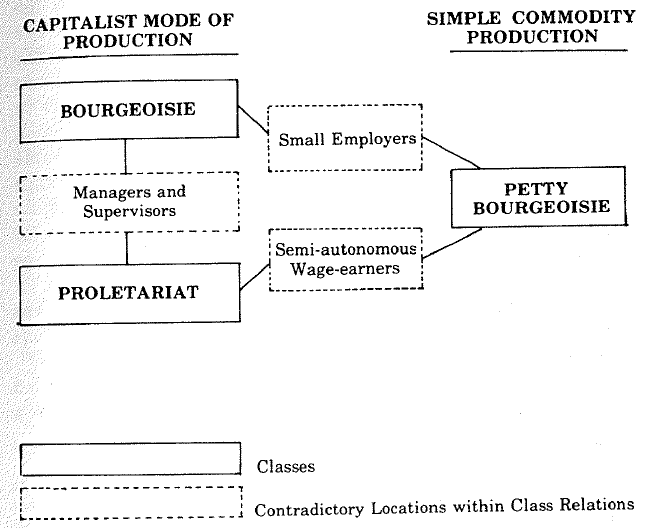 CAPITALIST MODE OF
PRODUCTION
SIMPLE COMMODITY
PRODUCTION
BOURGEOISIE
Small Employers
Managers and
Supervisors
PETTY
BOURGEOISIE
Semi-autonomous
Wage-earners
PROLETARIAT
Classes
Contradictory Locations within Class Relations